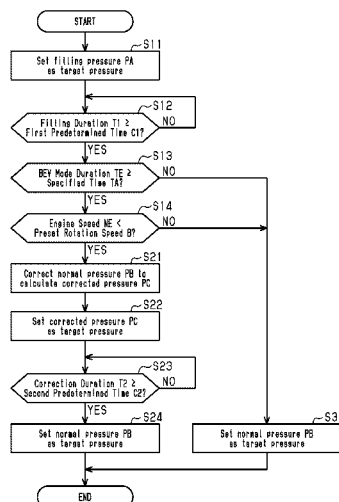 START
S11
Set filling pressure PA
as target pressure
S12
Filling Duration T1 ≥
First Predetermined Time C1?
NO
YES
S13
BEV Mode Duration TE ≥
Specified Time TA?
NO
YES
S14
Engine Speed NE <
Preset Rotation Speed B?
NO
YES
S21
Correct normal pressure PB to
calculate corrected pressure PC
S22
Set corrected pressure PC
as target pressure
S23
Correction Duration T2 ≥
Second Predetermined Time C2?
NO
YES
S24
Set normal pressure PB
as target pressure
S3
Set normal pressure PB
as target pressure
END